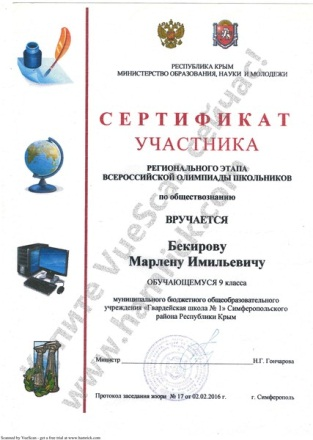 РЕСПУБЛИКА КРЫМ
МИНИСТЕРСТВО ОБРАЗОВАНИЯ, НАУКИ И МОЛОДЕЖИ
СЕРТИФИКАТ
УЧАСТНИКА
РЕГИОНАЛЬНОГО ЭТАПА
ВСЕРОССИЙСКОЙ ОЛИМПИАДЫ ШКОЛЬНИКОВ
по обществознанию
ВРУЧАЕТСЯ
Бекирову
Марлену Имильевичу
ОБУЧАЮЩЕМУСЯ 9 класса
муниципального бюджетного общеобразовательного
учреждения «Гвардейская школа № 1» Симферопольского
района Республики Крым
Министр Н.Г. Гончарова
Протокол заседания жюри № 17 от 02.02.2016 г. г. Симферополь
Купите VueScan сейчас!
www.hamrick.com
Scanned by VueScan - get a free trial at www.hamrick.com